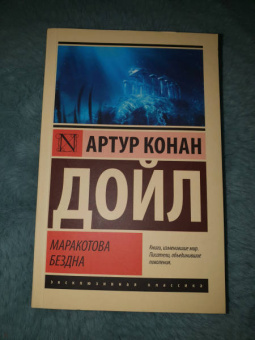 N
АРТУР КОНАН
ДОЙЛ
МАРАКОТОВА
БЕЗДНА
Книги, изменившие мир.
Писатели, объединившие
поколения.
ЭКСКЛЮЗИВНАЯ КЛАССИКА